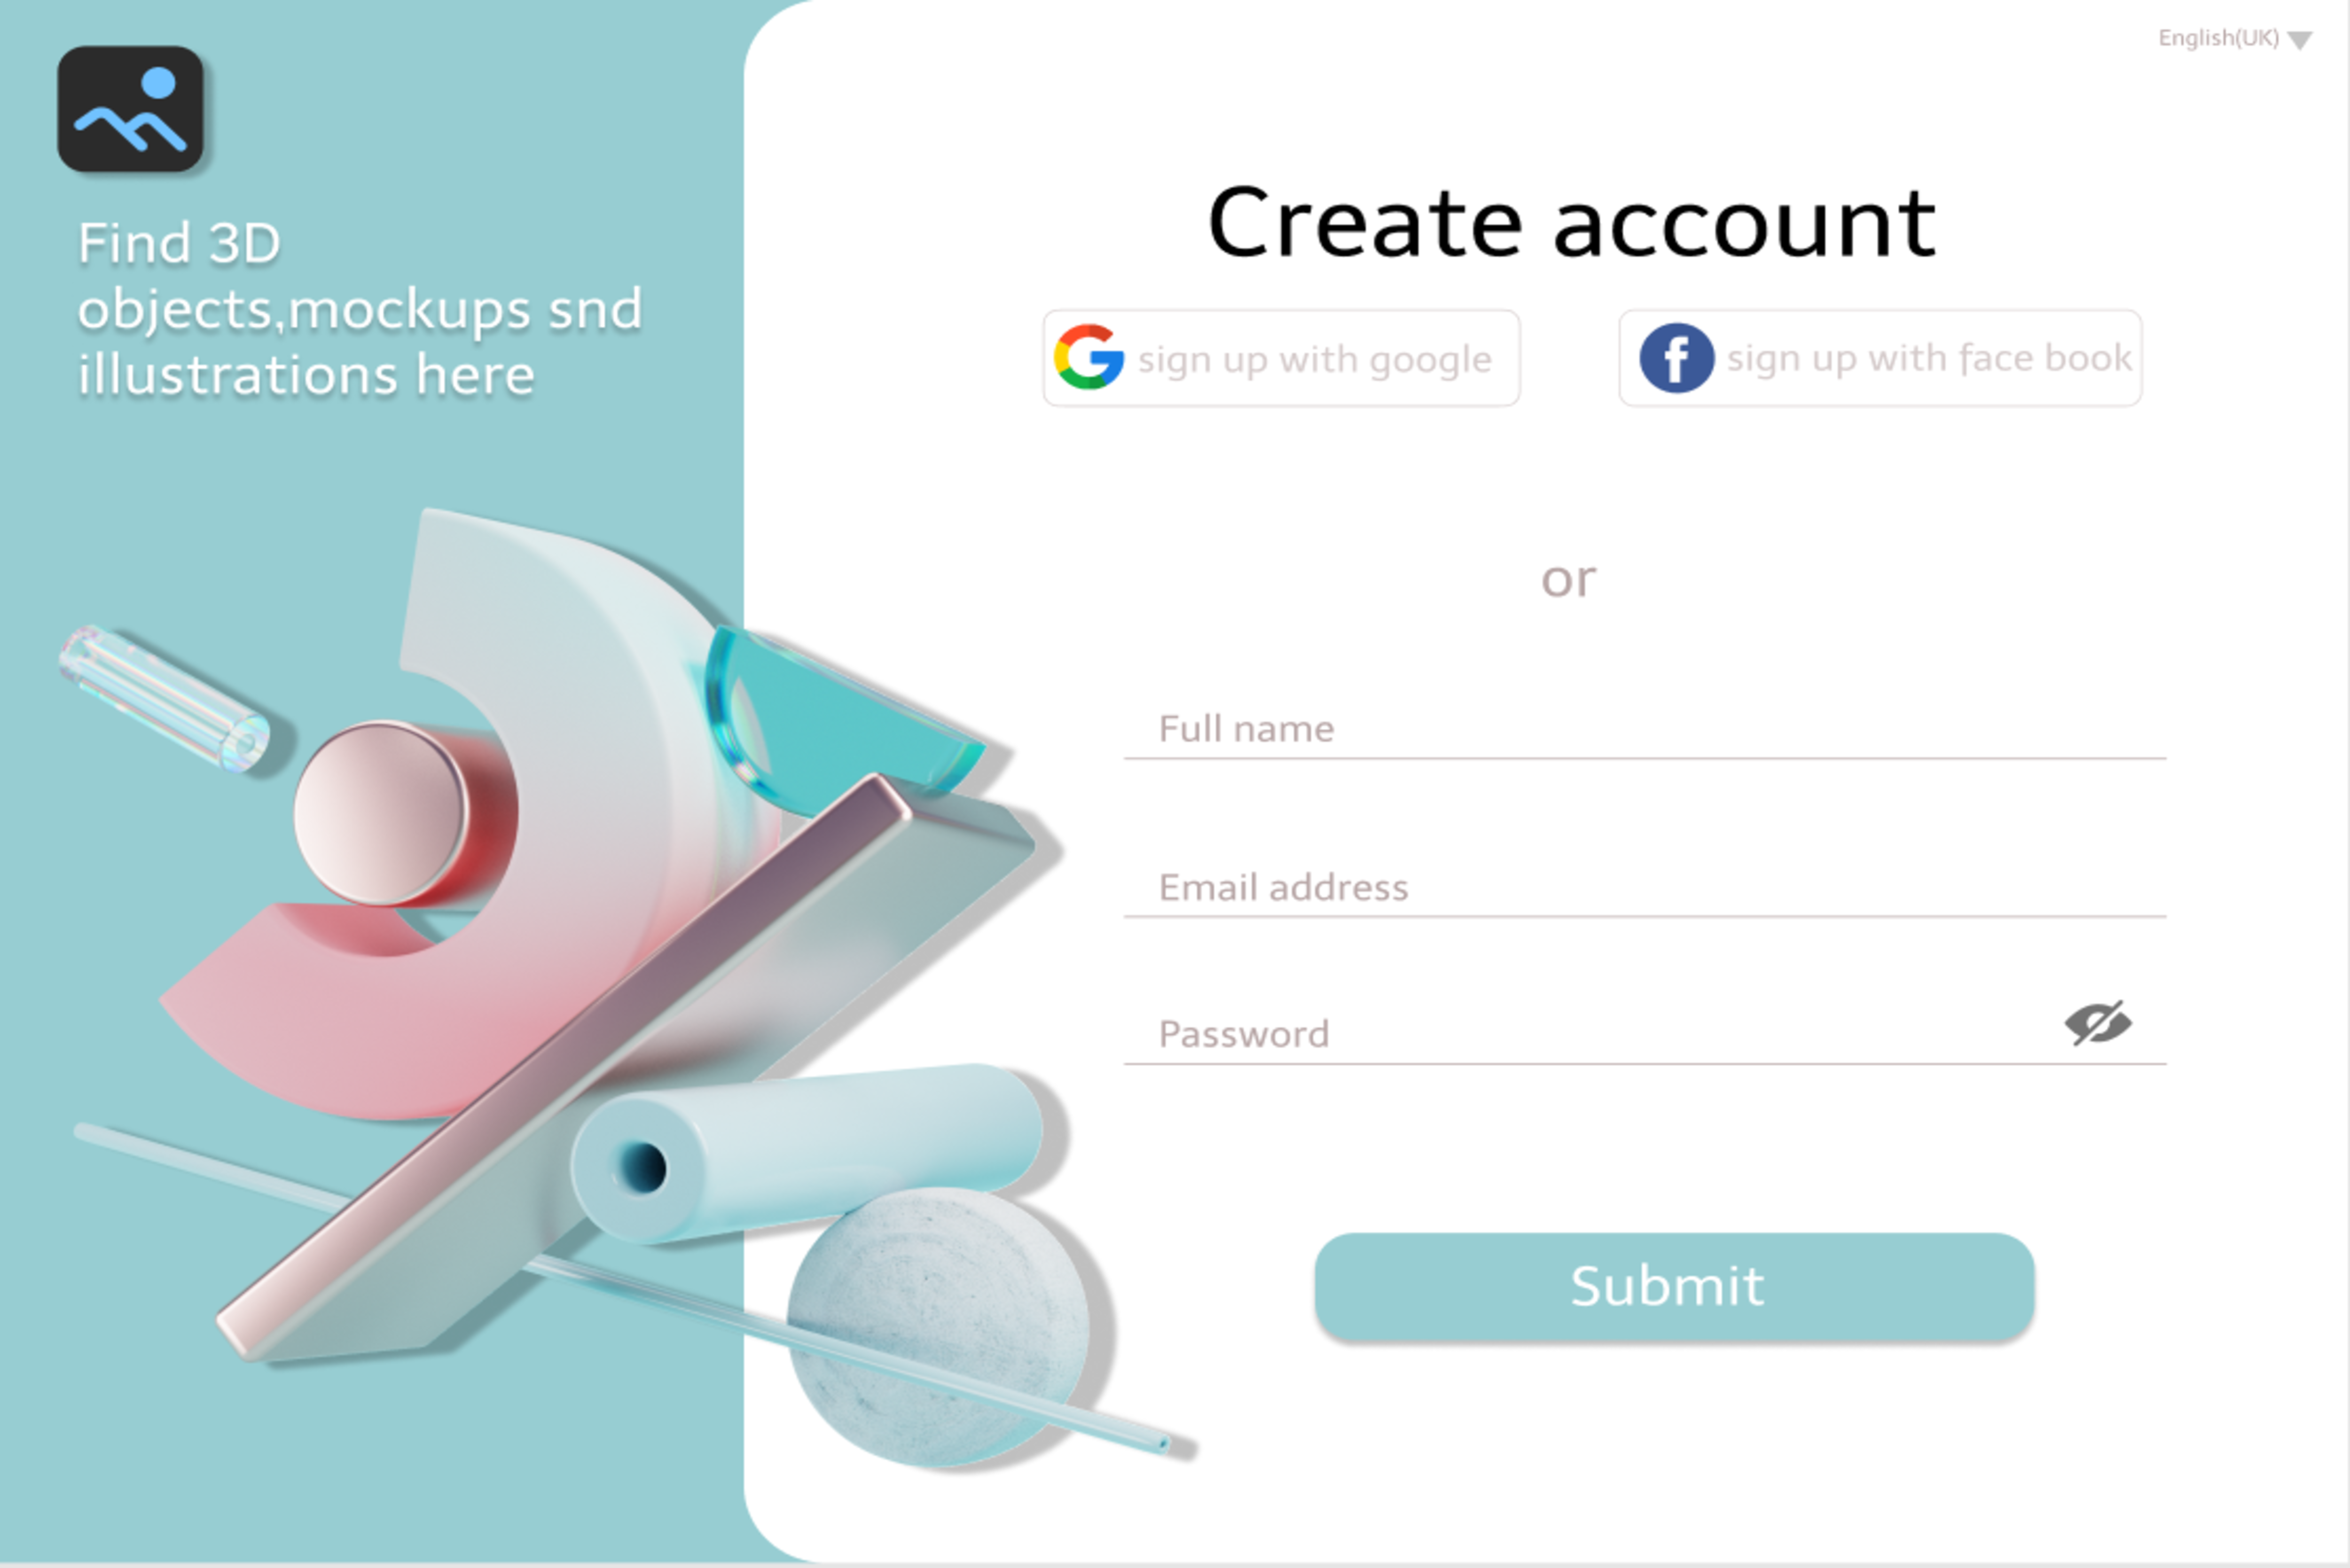 English(UK)
Find 3D
objects,mockups snd
illustrations here
Create account
sign up with google
sign up with face book
or
Full name
Email address
Password
Submit